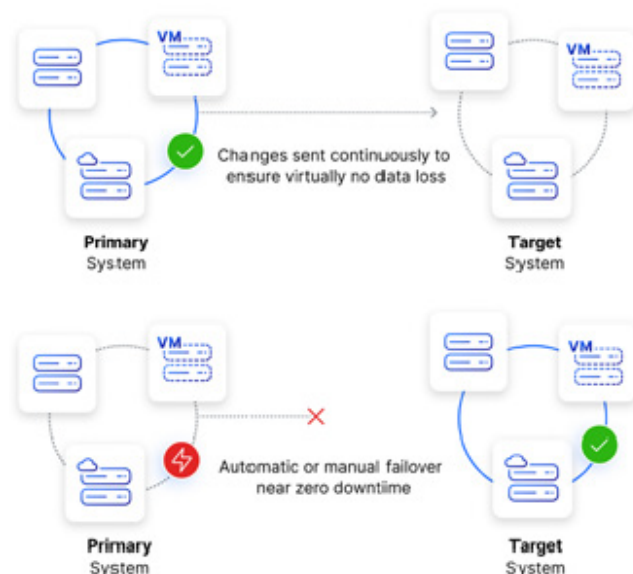 VM
VM
Changes sent continuously to
ensure virtually no data loss
Primary
System
Target
System
VM
VM
Automatic or manual failover
near zero downtime
Primary
System
Target
System